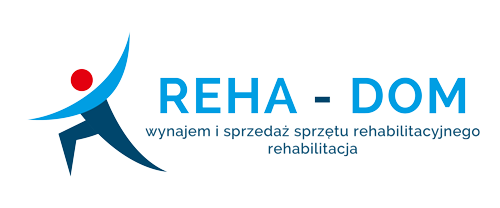 REHA - DOM
wynajem i sprzedaż sprzętu rehabilitacyjnego
rehabilitacja